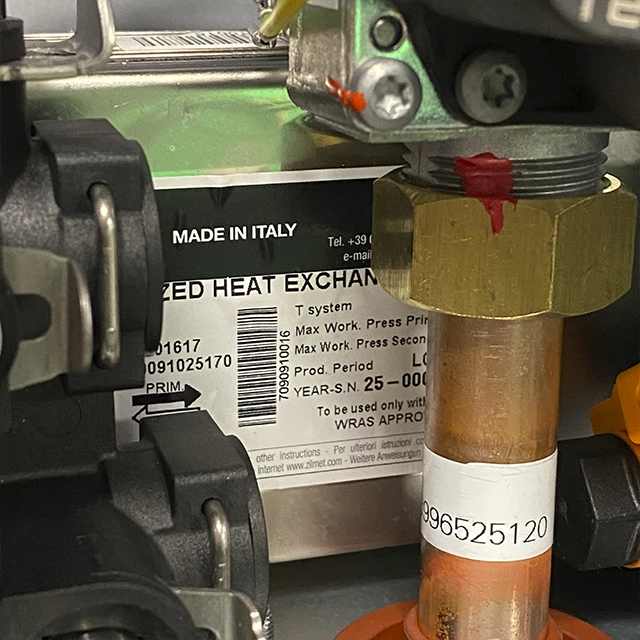 MADE IN ITALY
Tel. +39
e-mail
ZED HEAT EXCHAN
T system
Max Work. Press Prim
Max Work. Press Secon
Prod. Period LO
YEAR-S.N. 25-000
To be used only with
WRAS APPRO
01617
0091025170
PRIM.
7090910016
other instructions - Per ulteriori istruzioni
internet www.zilmet.com - Weitere Anweisungen
996525120